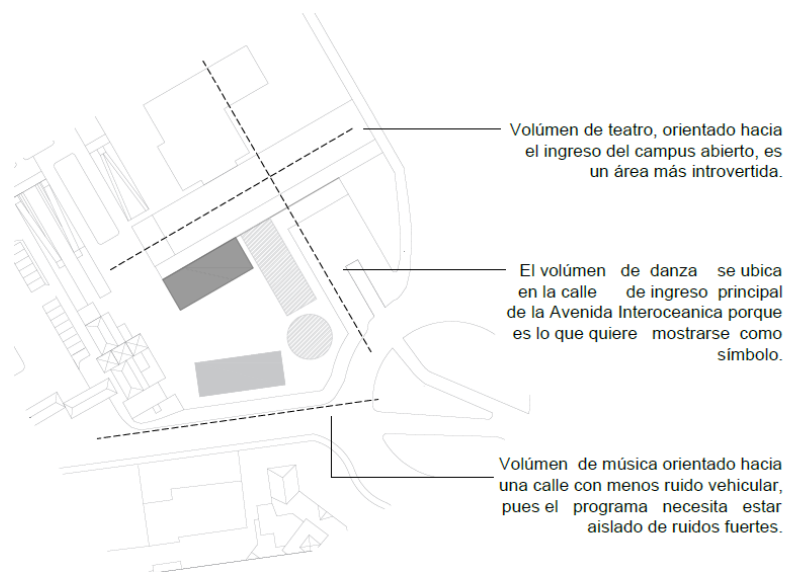 Volúmen de teatro, orientado hacia
el ingreso del campus abierto, es
un área más introvertida.
El volúmen de danza se ubica
en la calle de ingreso principal
de la Avenida Interoceanica porque
es lo que quiere mostrarse como
símbolo.
Volúmen de música orientado hacia
una calle con menos ruido vehicular,
pues el programa necesita estar
aislado de ruidos fuertes.